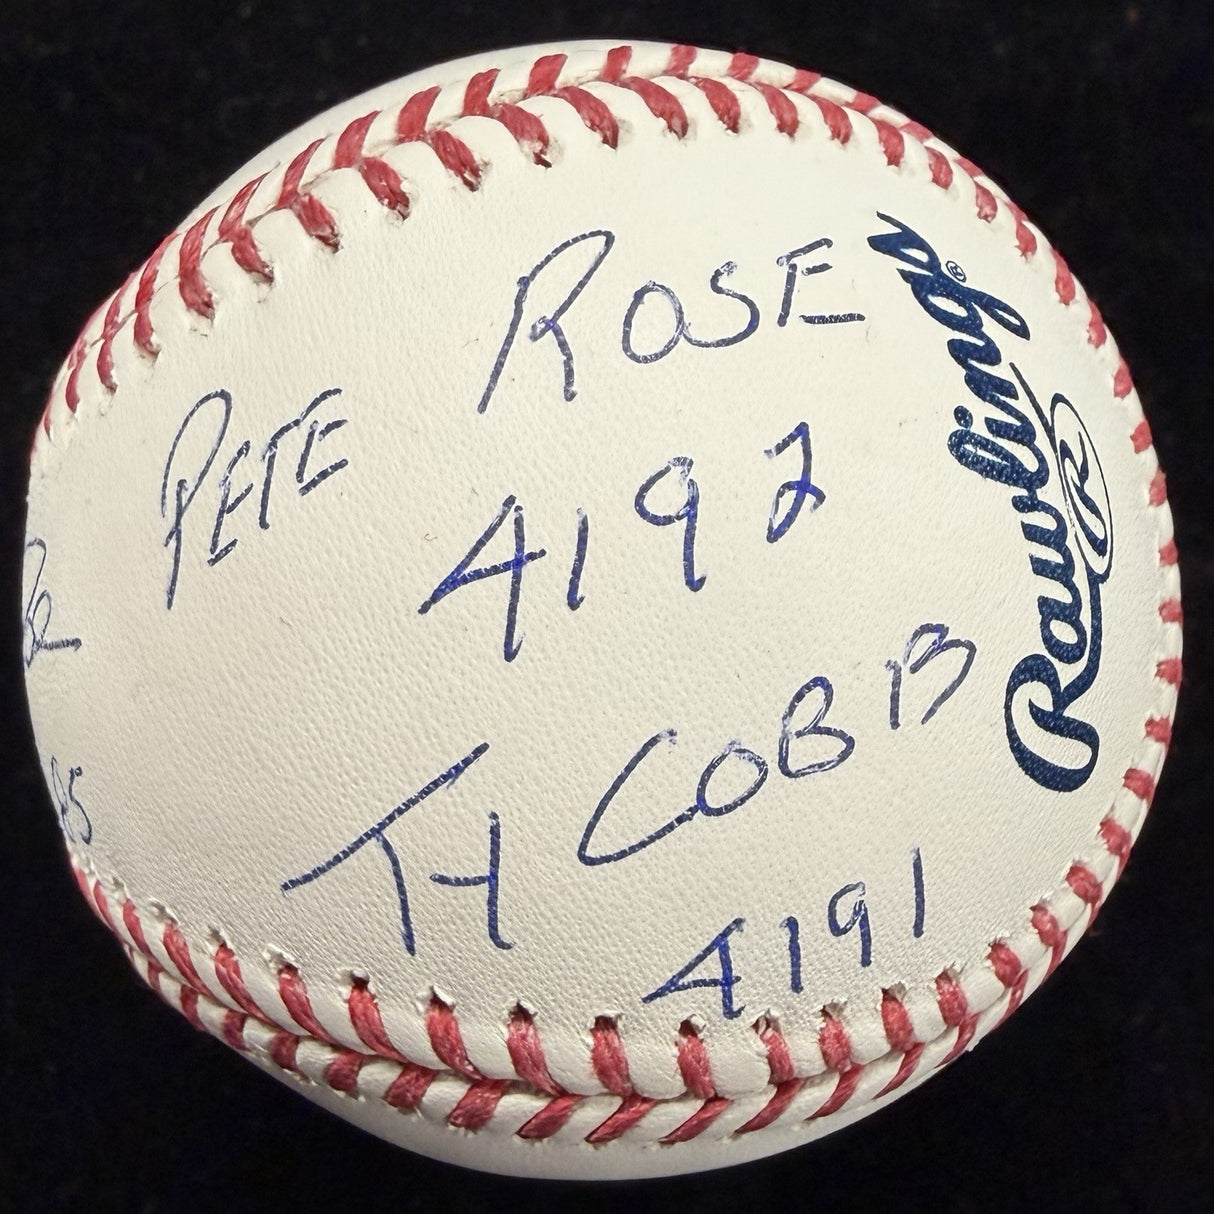 PETE ROSE
4192
TY COBB
4191
Rawlings®
R